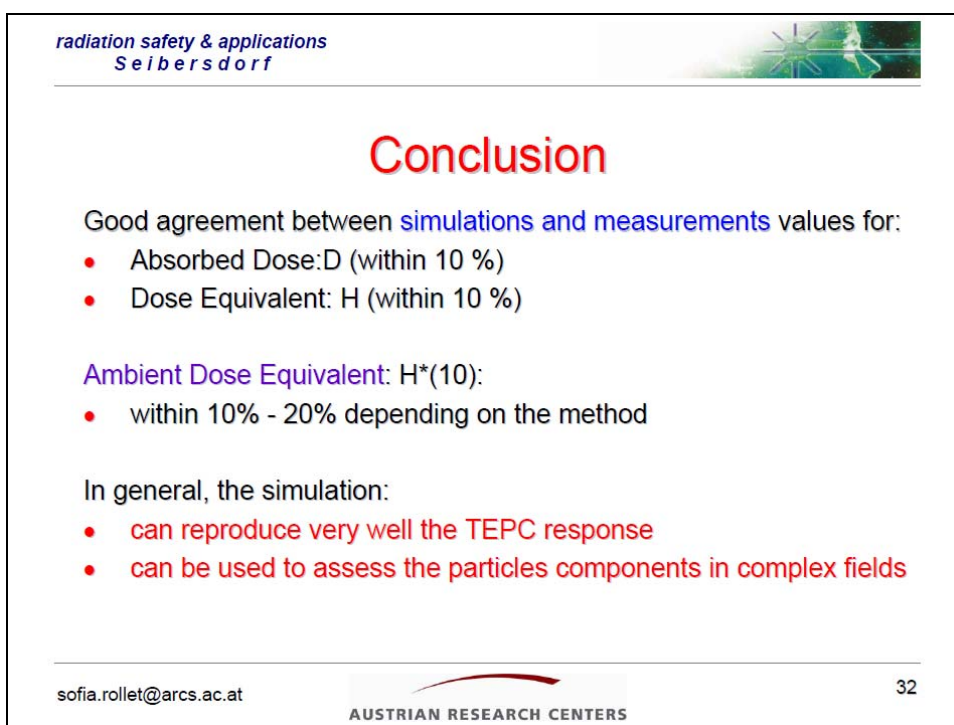 radiation safety & applications
Seibersdorf
Conclusion
Good agreement between simulations and measurements values for:
• Absorbed Dose:D (within 10 %)
• Dose Equivalent: H (within 10 %)
Ambient Dose Equivalent: H*(10):
• within 10% - 20% depending on the method
In general, the simulation:
• can reproduce very well the TEPC response
• can be used to assess the particles components in complex fields
sofia.rollet@arcs.ac.at
AUSTRIAN RESEARCH CENTERS
32